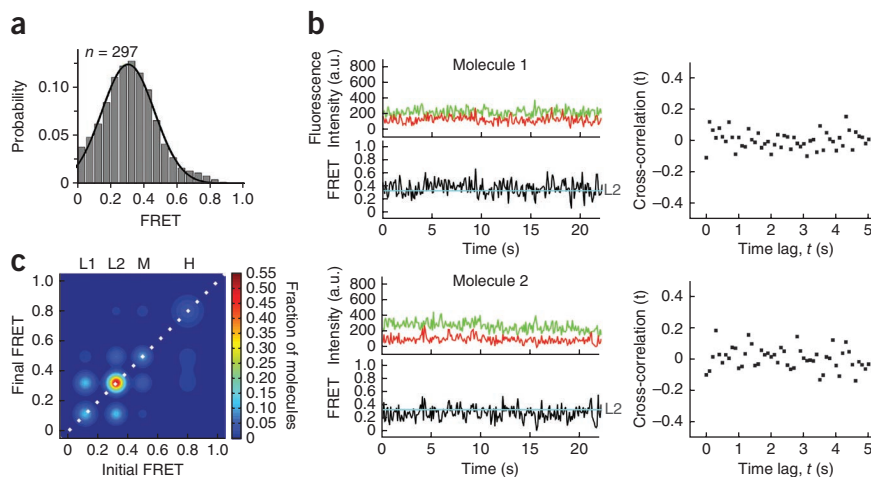 a
n = 297
Probability
0.10
0.05
0
0 0.2 0.4 0.6 0.8 1.0
FRET
b
Molecule 1
Fluorescence
Intensity (a.u.)
800
600
400
200
0
FRET
1.0
0.8
0.6
0.4
0.2
0
L2
0 5 10 15 20
Time (s)
Cross-correlation (t)
0.4
0.2
0
−0.2
−0.4
0 1 2 3 4 5
Time lag, t (s)
Molecule 2
Intensity (a.u.)
800
600
400
200
0
FRET
1.0
0.8
0.6
0.4
0.2
0
L2
0 5 10 15 20
Time (s)
Cross-correlation (t)
0.4
0.2
0
−0.2
−0.4
0 1 2 3 4 5
Time lag, t (s)
c
L1 L2 M H
Final FRET
1.0
0.8
0.6
0.4
0.2
0
0 0.2 0.4 0.6 0.8 1.0
Initial FRET
0.55
0.50
0.45
0.40
0.35
0.30
0.25
0.20
0.15
0.10
0.05
0
Fraction of molecules